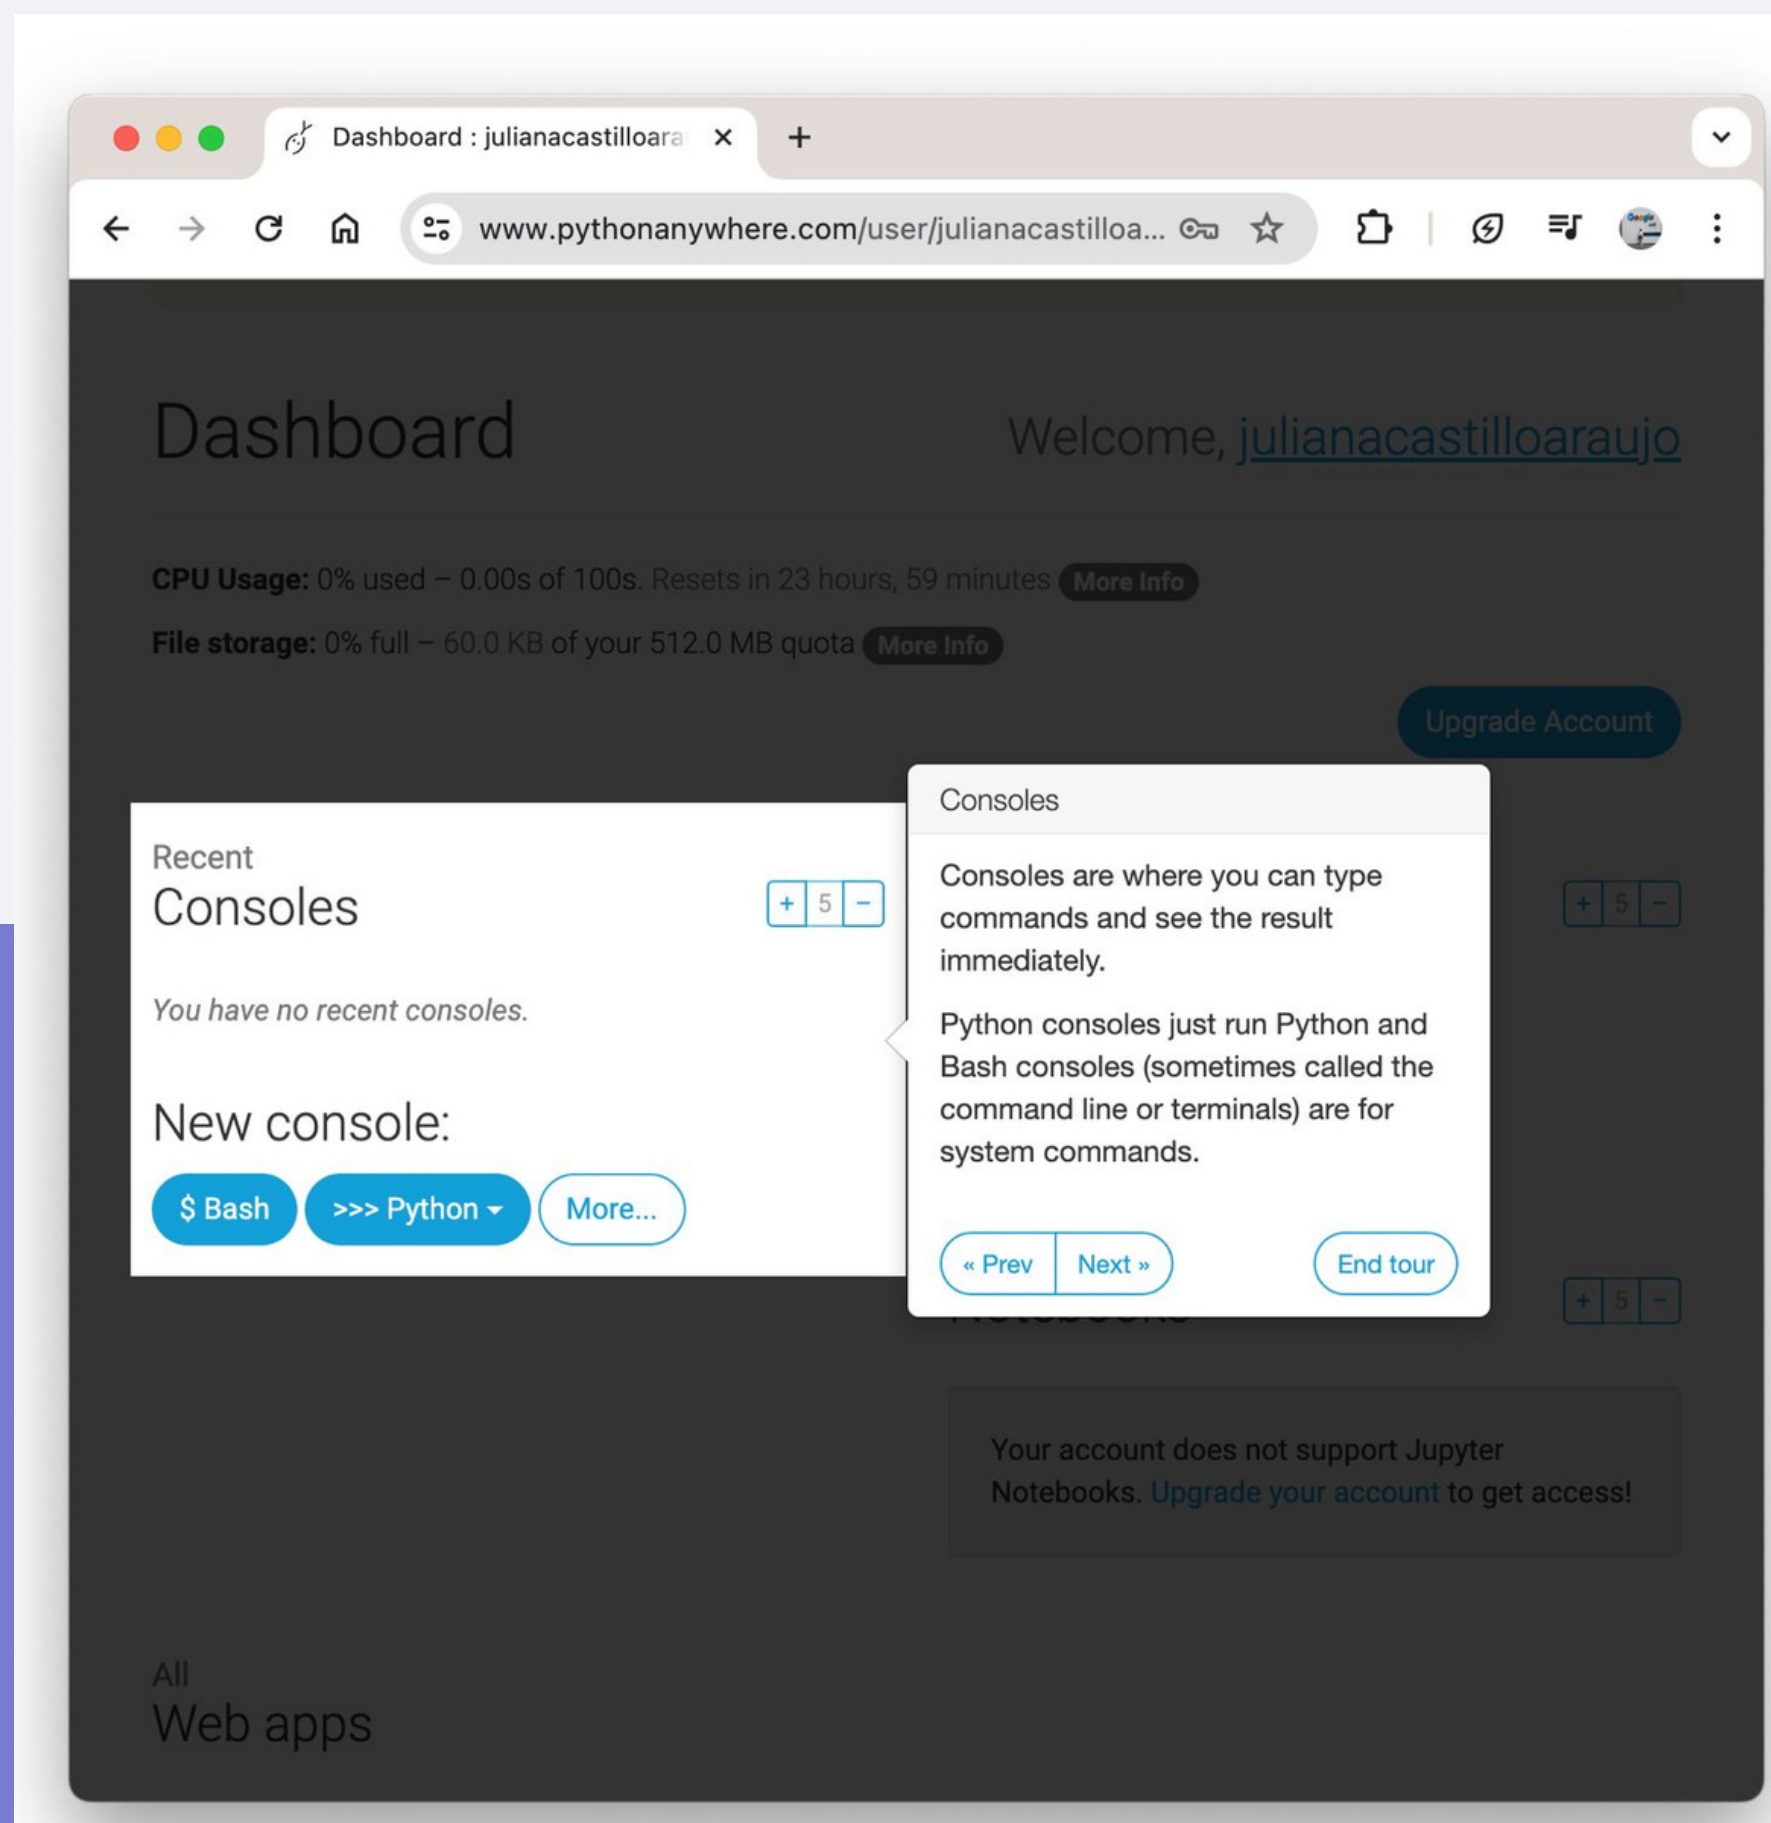 Dashboard : julianacastilloara
www.pythonanywhere.com/user/julianacastilloa...
Dashboard
Welcome, julianacastilloaraujo
CPU Usage: 0% used – 0.00s of 100s. Resets in 23 hours, 59 minutes More Info
File storage: 0% full – 60.0 KB of your 512.0 MB quota More Info
Upgrade Account
Recent
Consoles
+ 5 −
You have no recent consoles.
New console:
$ Bash
>>> Python
More...
Consoles
Consoles are where you can type
commands and see the result
immediately.
Python consoles just run Python and
Bash consoles (sometimes called the
command line or terminals) are for
system commands.
« Prev
Next »
End tour
+ 5 −
Notebooks
+ 5 −
Your account does not support Jupyter
Notebooks. Upgrade your account to get access!
All
Web apps